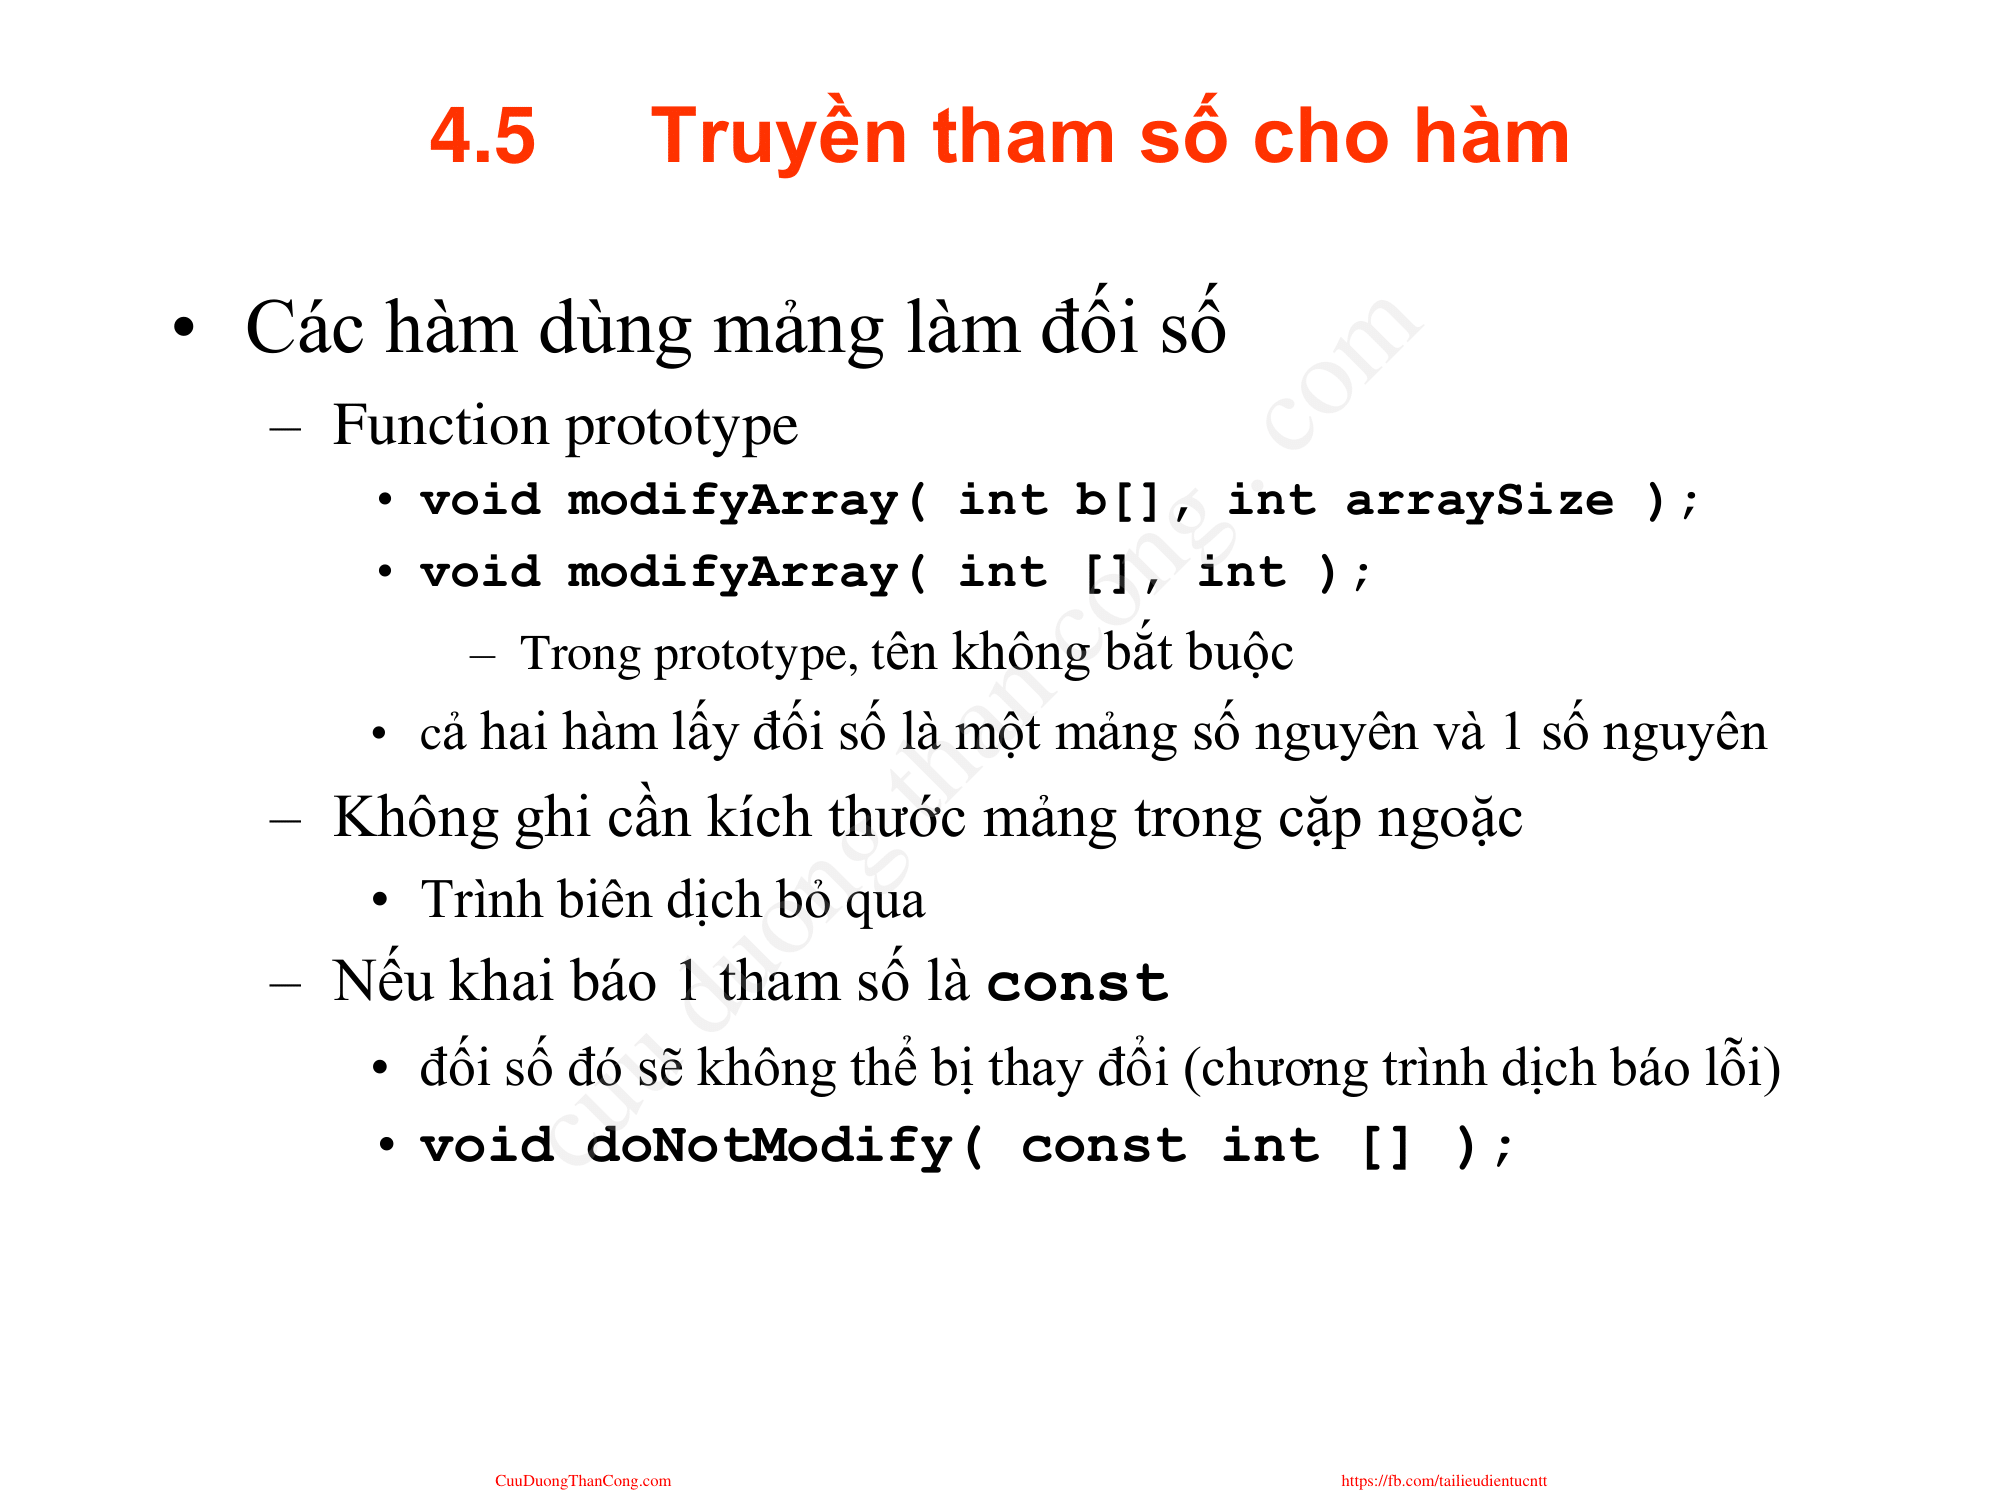 4.5 Truyền tham số cho hàm
• Các hàm dùng mảng làm đối số
– Function prototype
• void modifyArray( int b[], int arraySize );
• void modifyArray( int [], int );
– Trong prototype, tên không bắt buộc
• cả hai hàm lấy đối số là một mảng số nguyên và 1 số nguyên
– Không ghi cần kích thước mảng trong cặp ngoặc
• Trình biên dịch bỏ qua
– Nếu khai báo 1 tham số là const
• đối số đó sẽ không thể bị thay đổi (chương trình dịch báo lỗi)
• void doNotModify( const int [] );
cuu duong than cong . com
CuuDuongThanCong.com
https://fb.com/tailieudientucntt